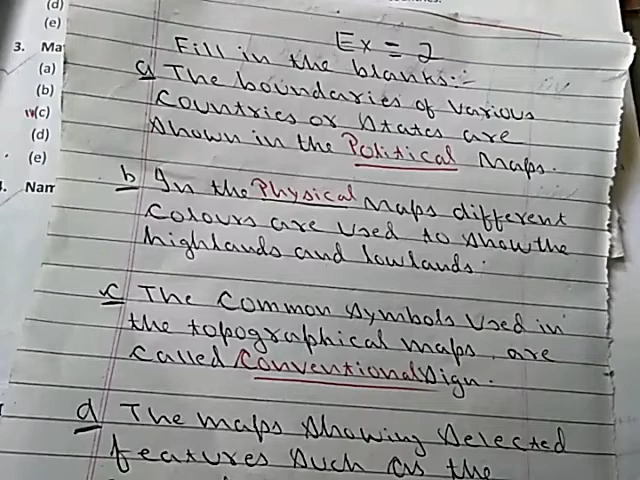 (d)
(e)
3. Ma
(a)
(b)
(c)
(d)
(e)
Nam
Ex = 2
Fill in the blanks:-
a) The boundaries of various
Countries or States are
shown in the Political Maps.
b In the Physical Maps different
Colours are used to show the
highlands and lowlands.
c The Common Symbols Used in
the topographical maps, are
Called Conventional Sign.
d The maps showing selected
features such as the